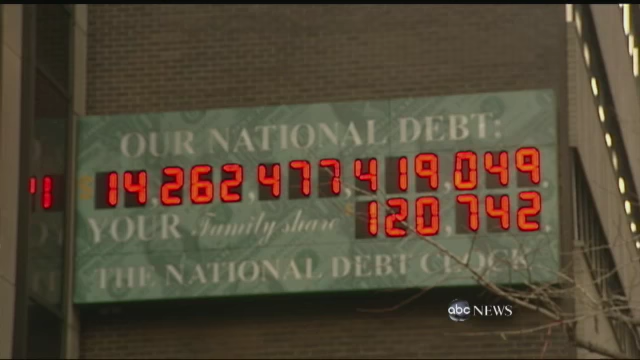 OUR NATIONAL DEBT:
14,262,477,419,049.
YOUR Family share 120,742.
THE NATIONAL DEBT CLOCK
abc NEWS